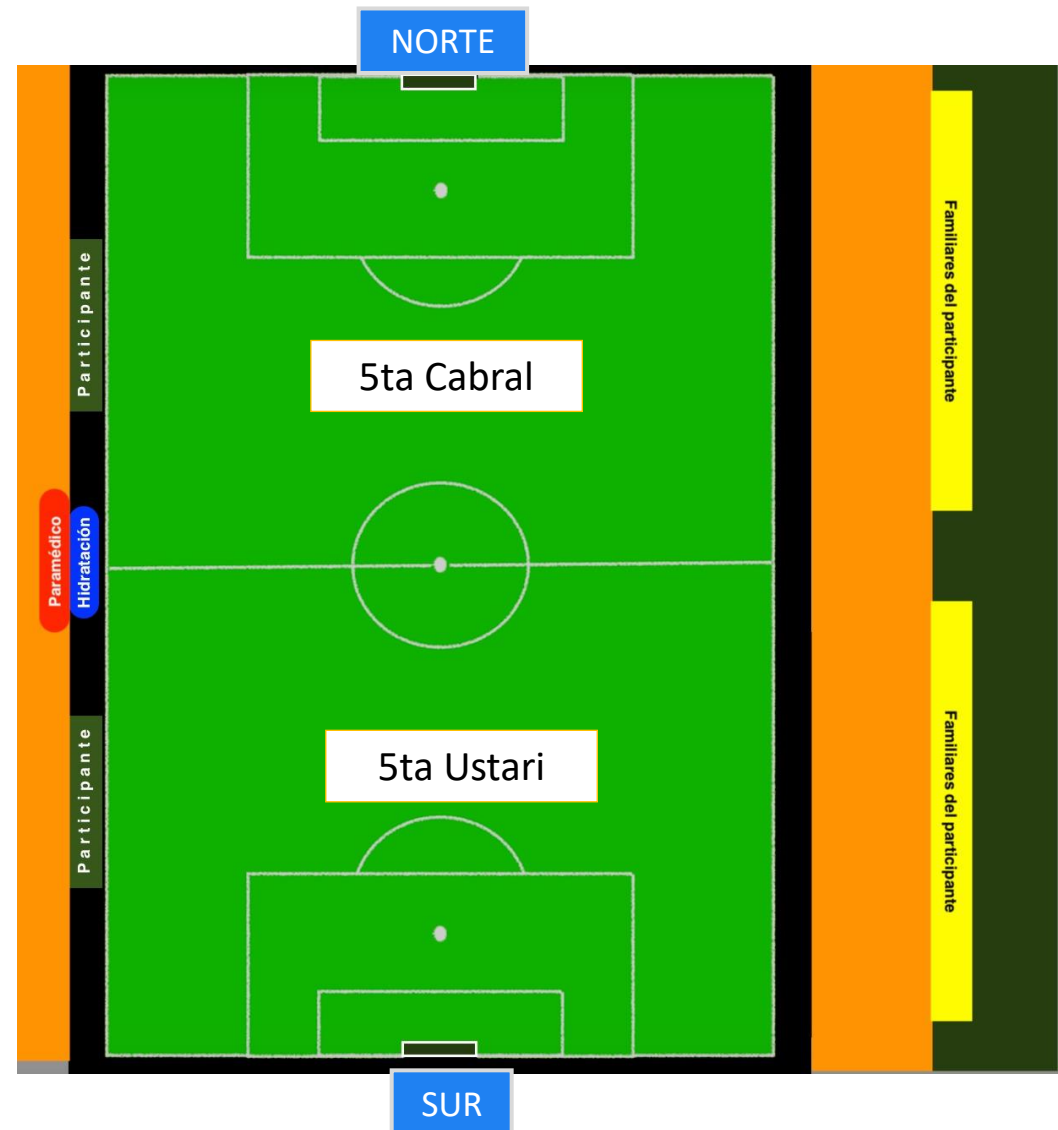 NORTE
Participante
Familiares del participante
5ta Cabral
Paramédico
Hidratación
5ta Ustari
Participante
Familiares del participante
SUR